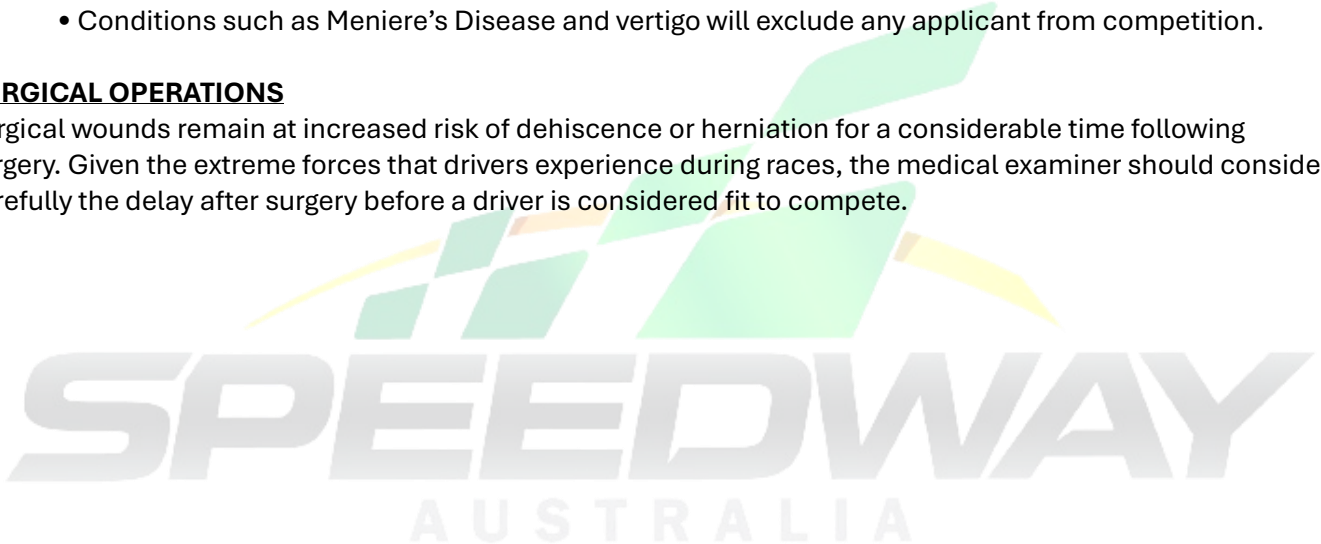 • Conditions such as Meniere’s Disease and vertigo will exclude any applicant from competition.
RGICAL OPERATIONS
rgical wounds remain at increased risk of dehiscence or herniation for a considerable time following
rgery. Given the extreme forces that drivers experience during races, the medical examiner should conside
refully the delay after surgery before a driver is considered fit to compete.
SPEEDWAY
AUSTRALIA